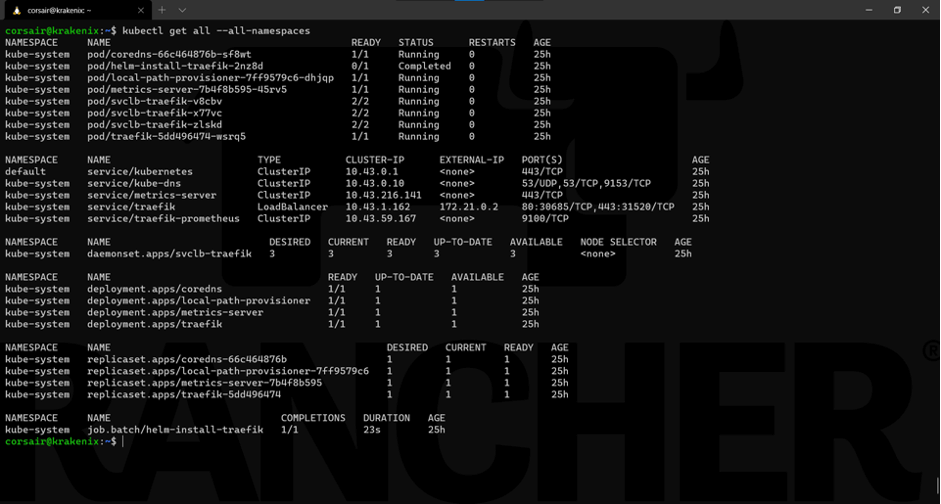 corsair@krakenix: ~
corsair@krakenix:~$ kubectl get all --all-namespaces
NAMESPACE NAME READY STATUS RESTARTS AGE
kube-system pod/coredns-66c464876b-sf8wt 1/1 Running 0 25h
kube-system pod/helm-install-traefik-2nz8d 0/1 Completed 0 25h
kube-system pod/local-path-provisioner-7ff9579c6-dhjqp 1/1 Running 0 25h
kube-system pod/metrics-server-7b4f8b595-45rv5 1/1 Running 0 25h
kube-system pod/svclb-traefik-v8cbv 2/2 Running 0 25h
kube-system pod/svclb-traefik-x77vc 2/2 Running 0 25h
kube-system pod/svclb-traefik-zlskd 2/2 Running 0 25h
kube-system pod/traefik-5dd496474-wsrq5 1/1 Running 0 25h
NAMESPACE NAME TYPE CLUSTER-IP EXTERNAL-IP PORT(S) AGE
default service/kubernetes ClusterIP 10.43.0.1 <none> 443/TCP 25h
kube-system service/kube-dns ClusterIP 10.43.0.10 <none> 53/UDP,53/TCP,9153/TCP 25h
kube-system service/metrics-server ClusterIP 10.43.216.141 <none> 443/TCP 25h
kube-system service/traefik LoadBalancer 10.43.1.162 172.21.0.2 80:30685/TCP,443:31520/TCP 25h
kube-system service/traefik-prometheus ClusterIP 10.43.59.167 <none> 9100/TCP 25h
NAMESPACE NAME DESIRED CURRENT READY UP-TO-DATE AVAILABLE NODE SELECTOR AGE
kube-system daemonset.apps/svclb-traefik 3 3 3 3 3 <none> 25h
NAMESPACE NAME READY UP-TO-DATE AVAILABLE AGE
kube-system deployment.apps/coredns 1/1 1 1 25h
kube-system deployment.apps/local-path-provisioner 1/1 1 1 25h
kube-system deployment.apps/metrics-server 1/1 1 1 25h
kube-system deployment.apps/traefik 1/1 1 1 25h
NAMESPACE NAME DESIRED CURRENT READY AGE
kube-system replicaset.apps/coredns-66c464876b 1 1 1 25h
kube-system replicaset.apps/local-path-provisioner-7ff9579c6 1 1 1 25h
kube-system replicaset.apps/metrics-server-7b4f8b595 1 1 1 25h
kube-system replicaset.apps/traefik-5dd496474 1 1 1 25h
NAMESPACE NAME COMPLETIONS DURATION AGE
kube-system job.batch/helm-install-traefik 1/1 23s 25h
corsair@krakenix:~$
RANCHER®